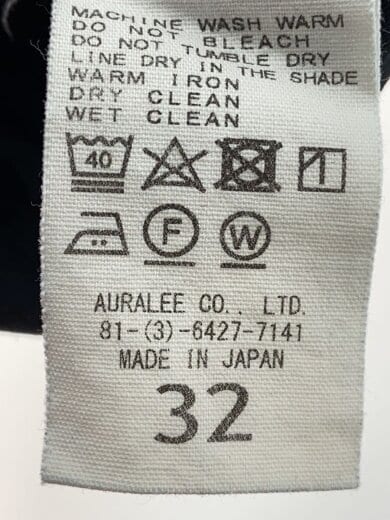 MACHINE WASH WARM
DO NOT BLEACH
DO NOT TUMBLE DRY
LINE DRY IN THE SHADE
WARM IRON
DRY CLEAN
WET CLEAN
40
F W
AURALEE CO., LTD.
81-(3)-6427-7141
MADE IN JAPAN
32